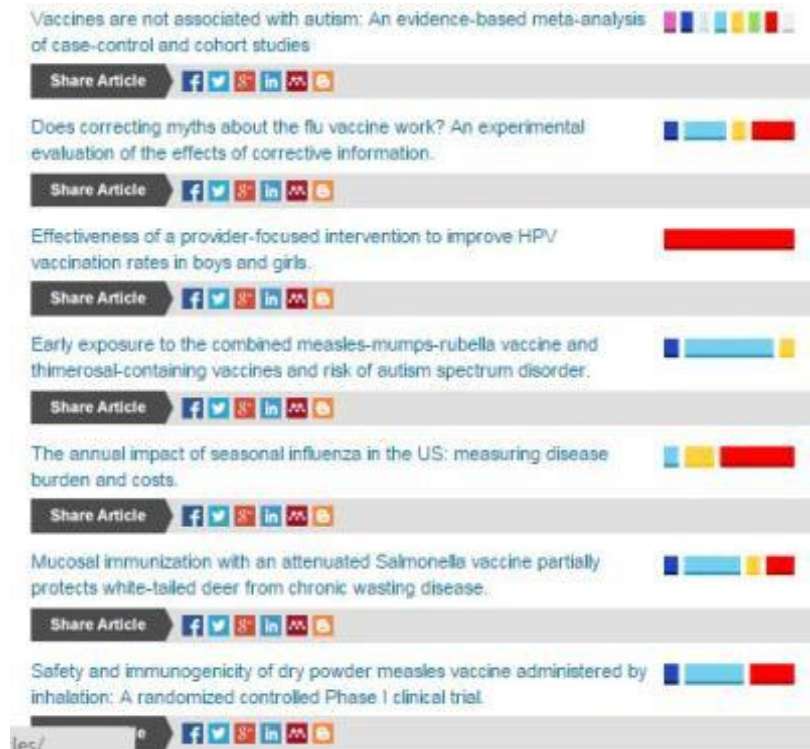 Vaccines are not associated with autism: An evidence-based meta-analysis
of case-control and cohort studies
Share Article
Does correcting myths about the flu vaccine work? An experimental
evaluation of the effects of corrective information.
Share Article
Effectiveness of a provider-focused intervention to improve HPV
vaccination rates in boys and girls.
Share Article
Early exposure to the combined measles-mumps-rubella vaccine and
thimerosal-containing vaccines and risk of autism spectrum disorder.
Share Article
The annual impact of seasonal influenza in the US: measuring disease
burden and costs.
Share Article
Mucosal immunization with an attenuated Salmonella vaccine partially
protects white-tailed deer from chronic wasting disease.
Share Article
Safety and immunogenicity of dry powder measles vaccine administered by
inhalation: A randomized controlled Phase I clinical trial.
les/